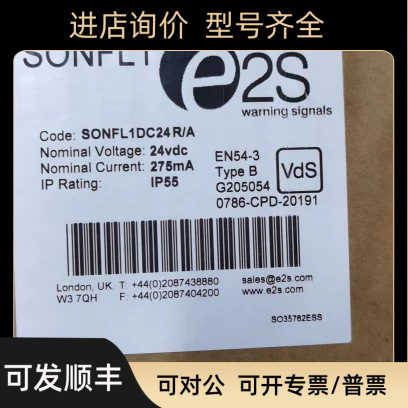 进店询价 型号齐全
SONFL1
e2S
warning signals
Code: SONFL1DC24R/A
Nominal Voltage: 24vdc
Nominal Current: 275mA
IP Rating: IP55
EN54-3
Type B
G205054
0786-CPD-20191
VdS
London, UK. T: +44(0)2087438880
W3 7QH F: +44(0)2087404200
sales@e2s.com
www.e2s.com
SO35762ESS
可发顺丰
可对公 可开专票/普票